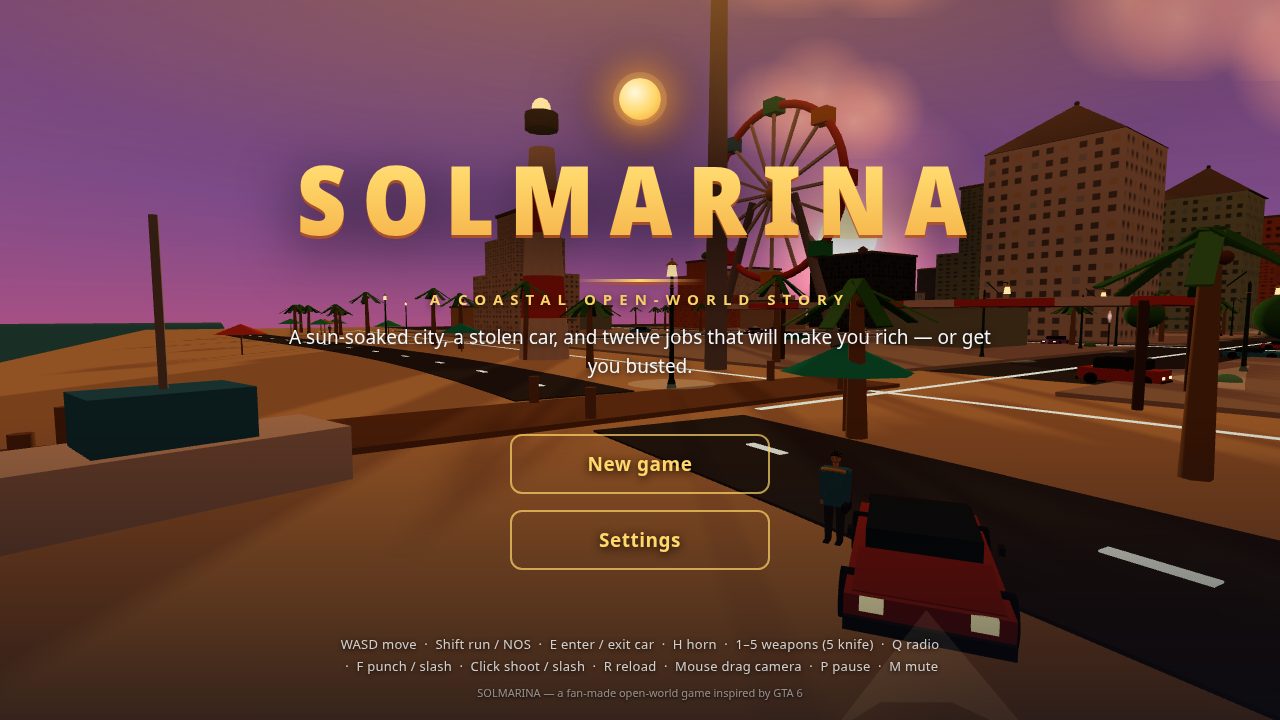 SOLMARINA
A COASTAL OPEN-WORLD STORY
A sun-soaked city, a stolen car, and twelve jobs that will make you rich — or get
you busted.
New game
Settings
WASD move · Shift run / NOS · E enter / exit car · H horn · 1–5 weapons (5 knife) · Q radio
· F punch / slash · Click shoot / slash · R reload · Mouse drag camera · P pause · M mute
SOLMARINA — a fan-made open-world game inspired by GTA 6